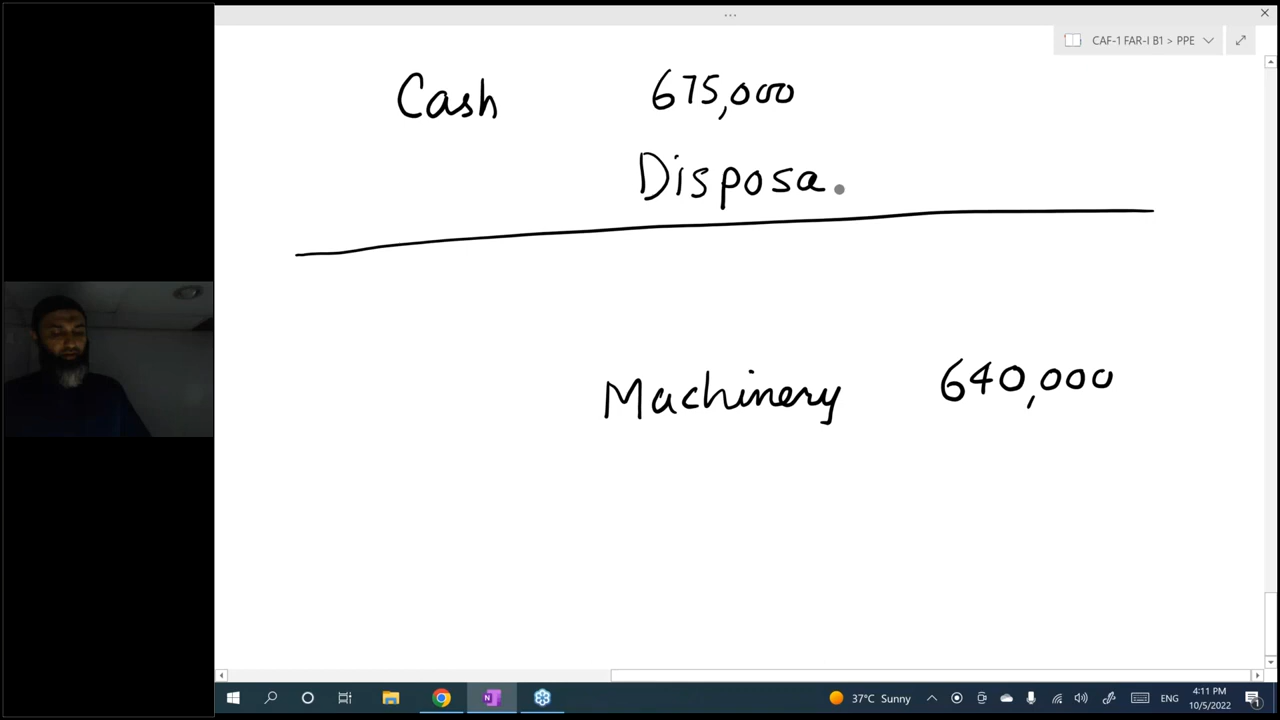 CAF-1 FAR-I B1 > PPE
Cash 675,000
Disposa
Machinery 640,000
37°C Sunny
ENG
4:11 PM
10/5/2022
1